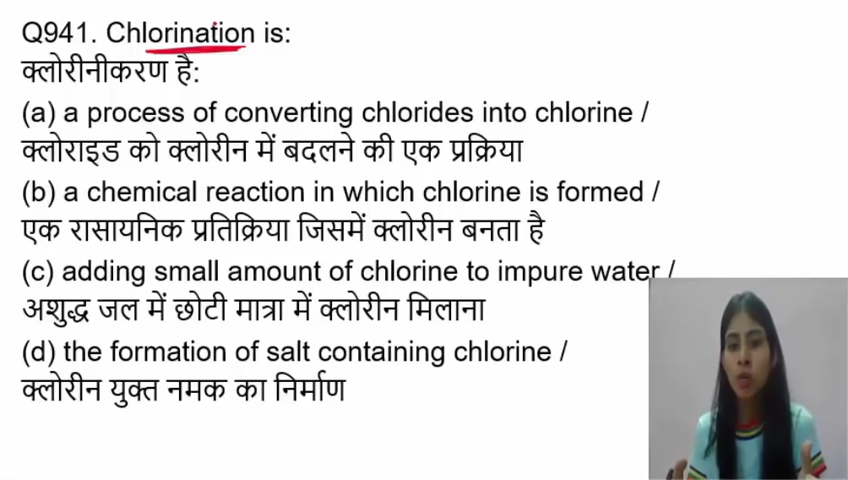 Q941. Chlorination is:
क्लोरीनीकरण है:
(a) a process of converting chlorides into chlorine /
क्लोराइड को क्लोरीन में बदलने की एक प्रक्रिया
(b) a chemical reaction in which chlorine is formed /
एक रासायनिक प्रतिक्रिया जिसमें क्लोरीन बनता है
(c) adding small amount of chlorine to impure water /
अशुद्ध जल में छोटी मात्रा में क्लोरीन मिलाना
(d) the formation of salt containing chlorine /
क्लोरीन युक्त नमक का निर्माण